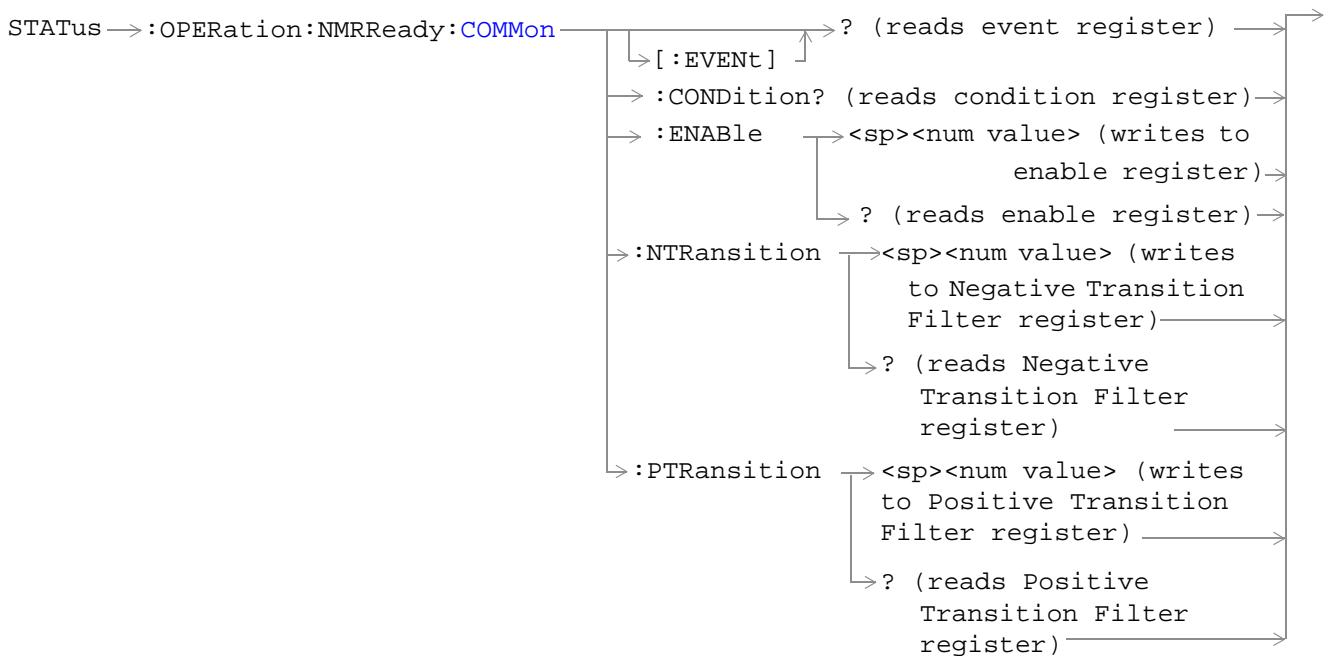 STATus :OPERation:NMRReady:COMMon ? (reads event register)
[:EVENt]
:CONDition? (reads condition register)
:ENABle <sp><num value> (writes to
enable register)
? (reads enable register)
:NTRansition <sp><num value> (writes
to Negative Transition
Filter register)
? (reads Negative
Transition Filter
register)
:PTRansition <sp><num value> (writes
to Positive Transition
Filter register)
? (reads Positive
Transition Filter
register)